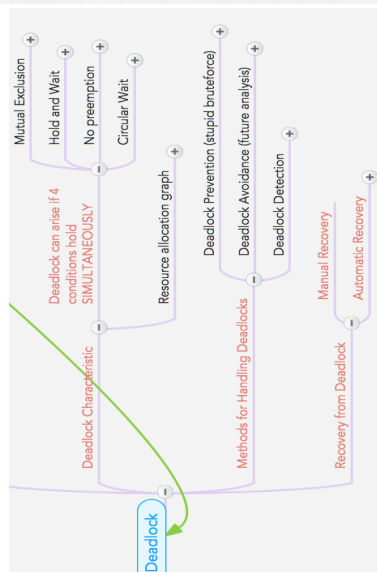 Deadlock
Deadlock Characteristic
Deadlock can arise if 4
conditions hold
SIMULTANEOUSLY
Mutual Exclusion
Hold and Wait
No preemption
Circular Wait
Resource allocation graph
Methods for Handling Deadlocks
Deadlock Prevention (stupid bruteforce)
Deadlock Avoidance (future analysis)
Deadlock Detection
Recovery from Deadlock
Manual Recovery
Automatic Recovery